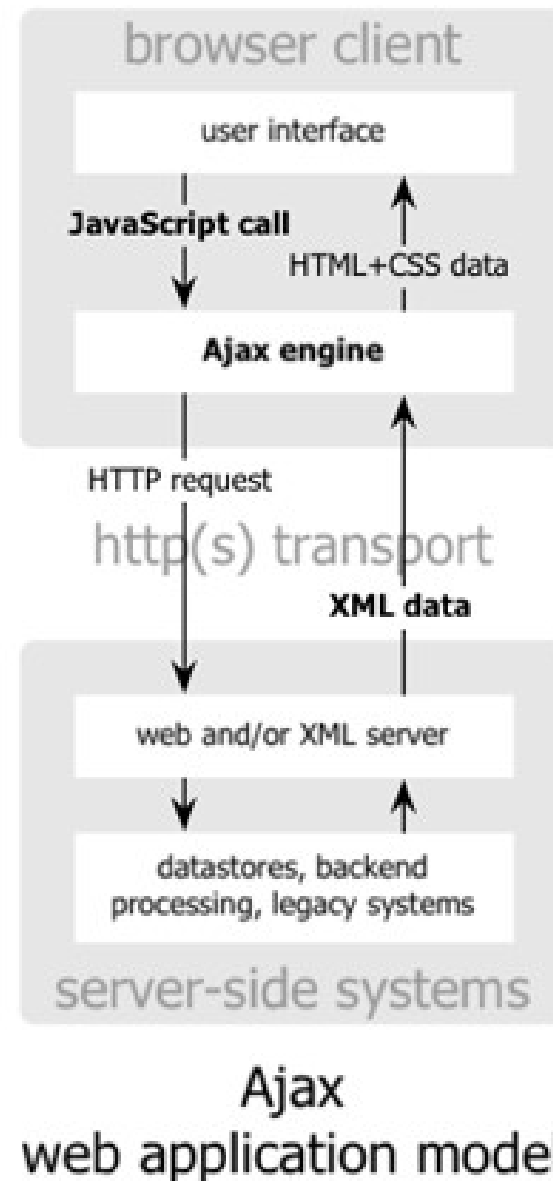 browser client
user interface
JavaScript call
HTML+CSS data
Ajax engine
HTTP request
http(s) transport
XML data
web and/or XML server
datastores, backend
processing, legacy systems
server-side systems
Ajax
web application model